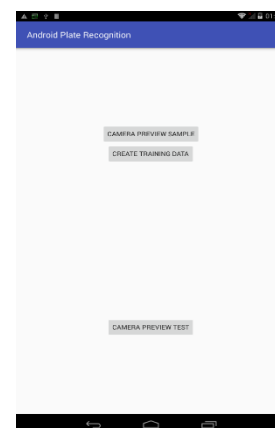 Android Plate Recognition
CAMERA PREVIEW SAMPLE
CREATE TRAINING DATA
CAMERA PREVIEW TEST